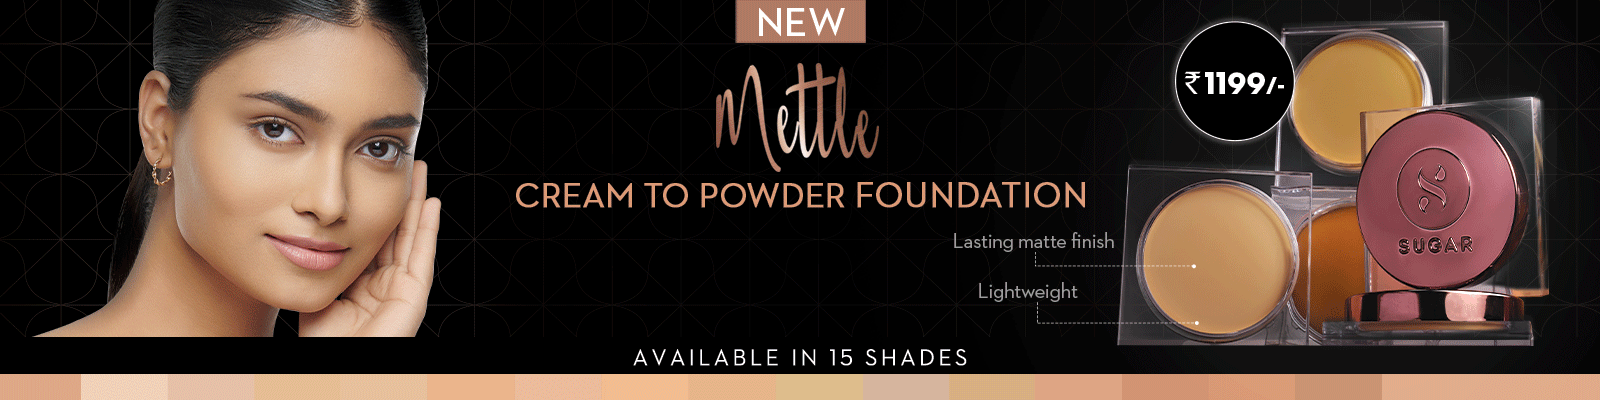 NEW
Mettle
CREAM TO POWDER FOUNDATION
₹1199/-
Lasting matte finish
Lightweight
SUGAR
AVAILABLE IN 15 SHADES